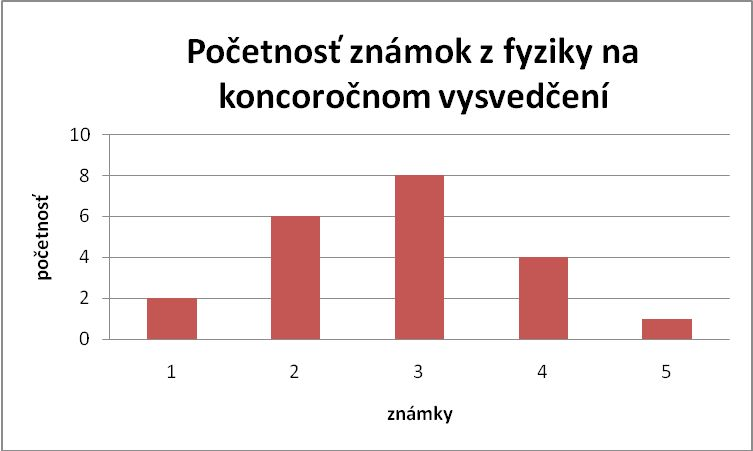 Početnosť známok z fyziky na
koncoročnom vysvedčení
10
8
6
4
2
0
početnosť
1 2 3 4 5
známky